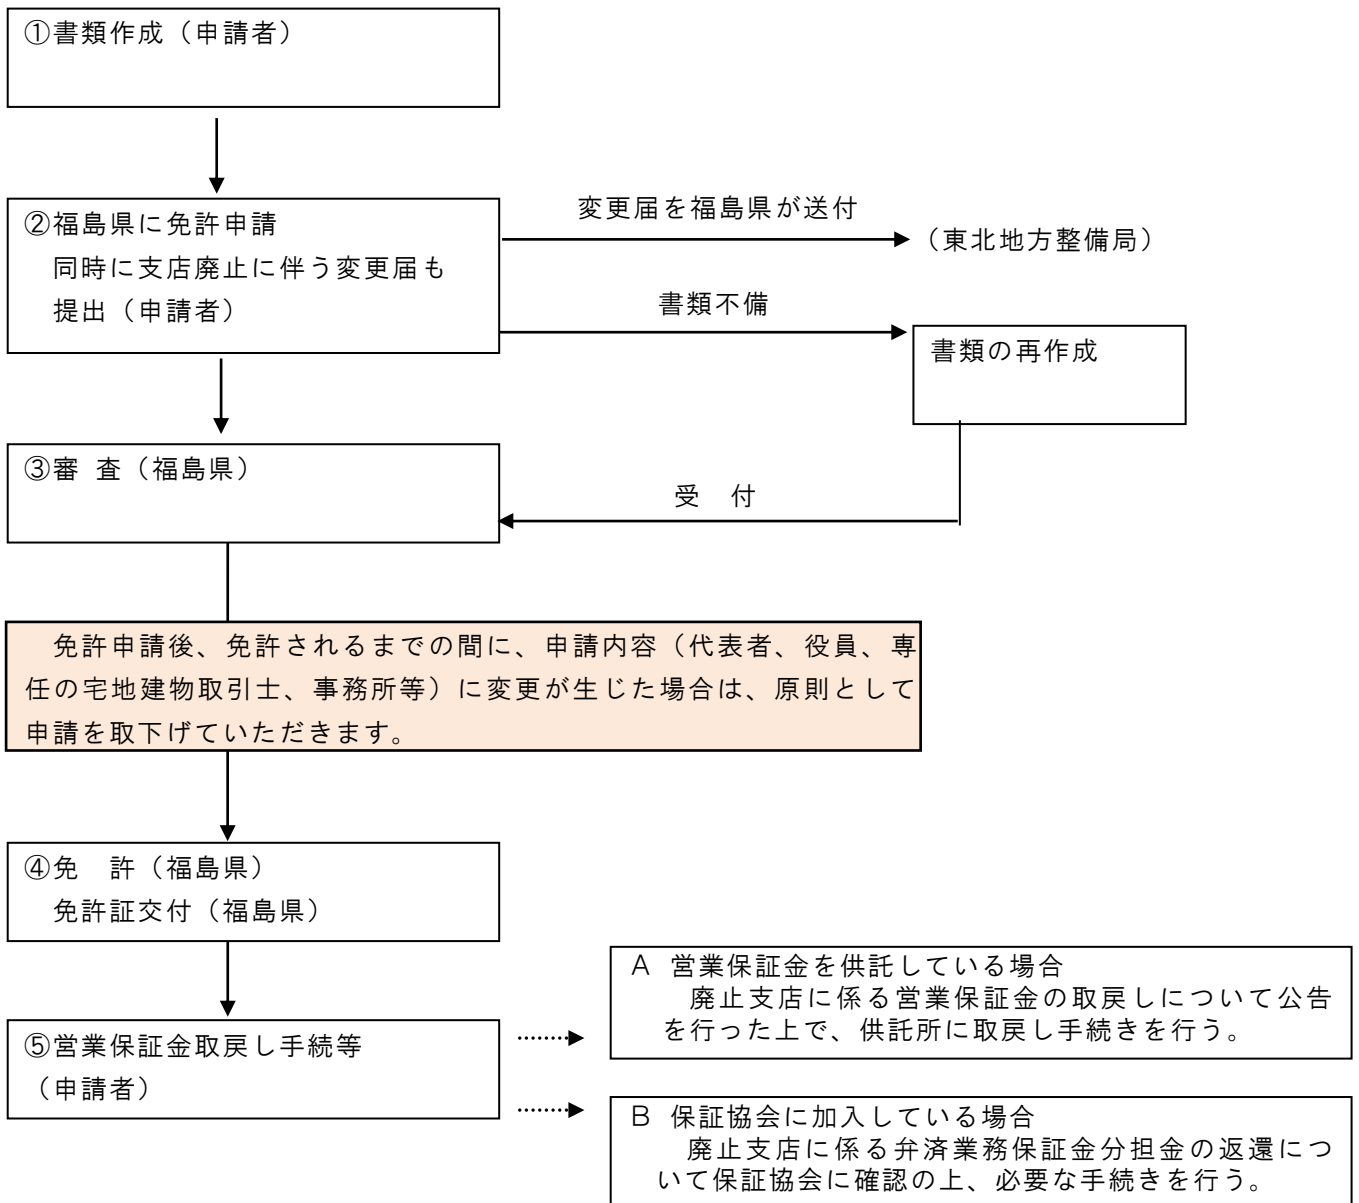 ①書類作成（申請者）
②福島県に免許申請
同時に支店廃止に伴う変更届も
提出（申請者）
変更届を福島県が送付
（東北地方整備局）
書類不備
書類の再作成
③審 査（福島県）
受　付
免許申請後、免許されるまでの間に、申請内容（代表者、役員、専
任の宅地建物取引士、事務所等）に変更が生じた場合は、原則として
申請を取下げていただきます。
④免　許（福島県）
免許証交付（福島県）
⑤営業保証金取戻し手続等
（申請者）
A 営業保証金を供託している場合
廃止支店に係る営業保証金の取戻しについて公告
を行った上で、供託所に取戻し手続きを行う。
B 保証協会に加入している場合
廃止支店に係る弁済業務保証金分担金の返還につ
いて保証協会に確認の上、必要な手続きを行う。